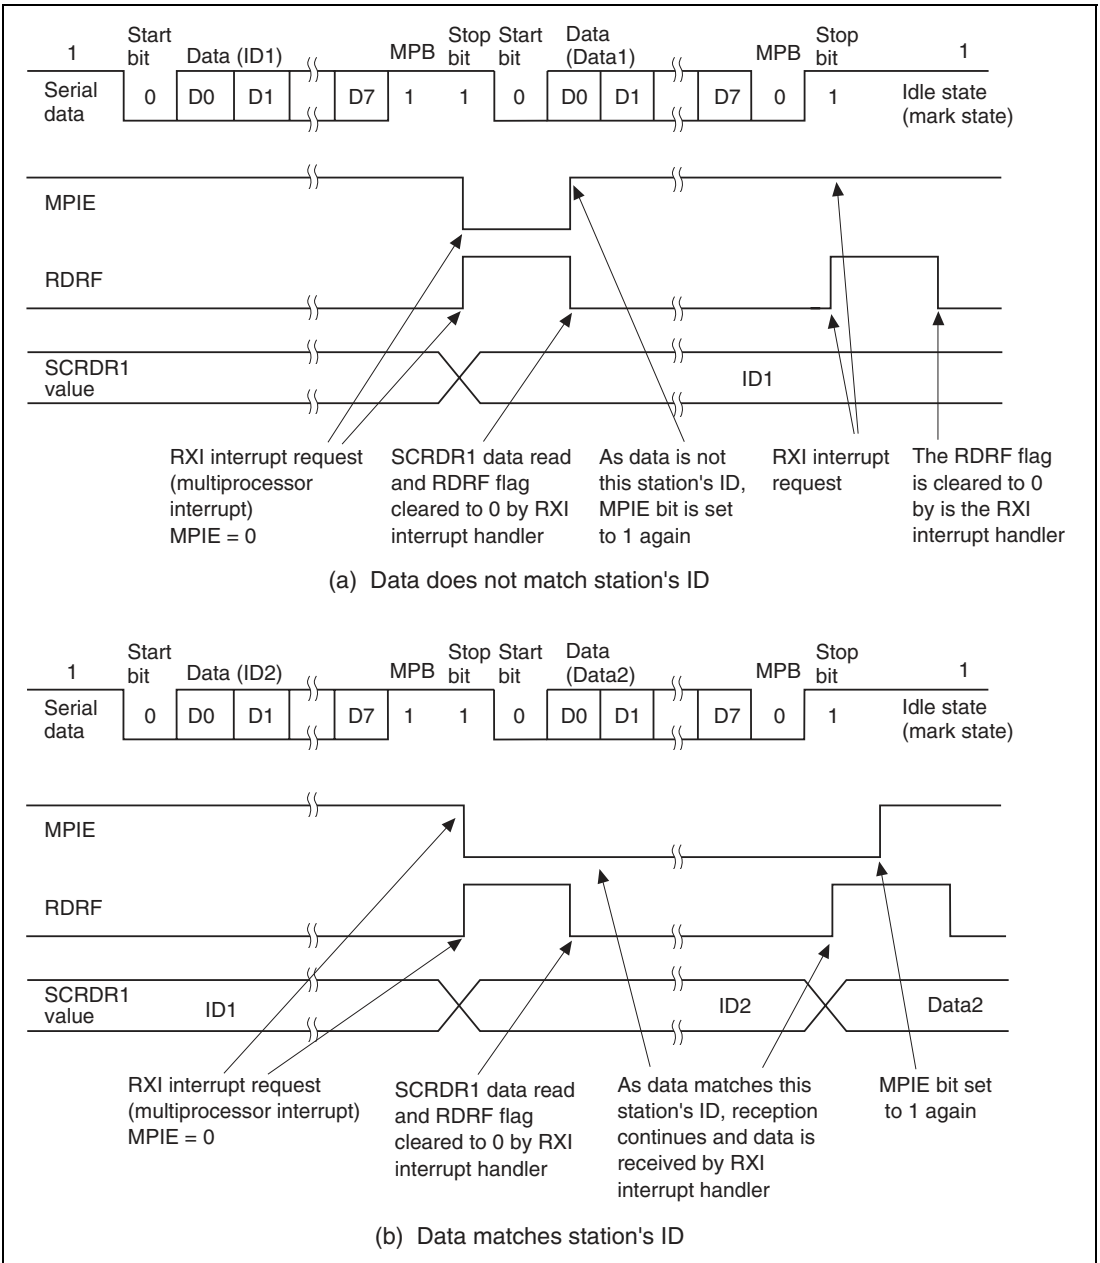 1 Start bit Data (ID1) MPB Stop bit Start bit Data (Data1) MPB Stop bit 1
Serial data 0 D0 D1 D7 1 1 0 D0 D1 D7 0 1 Idle state (mark state)
MPIE
RDRF
SCRDR1 value ID1
RXI interrupt request
(multiprocessor
interrupt)
MPIE = 0
SCRDR1 data read
and RDRF flag
cleared to 0 by RXI
interrupt handler
As data is not
this station's ID,
MPIE bit is set
to 1 again
RXI interrupt
request
The RDRF flag
is cleared to 0
by is the RXI
interrupt handler
(a) Data does not match station's ID
1 Start bit Data (ID2) MPB Stop bit Start bit Data (Data2) MPB Stop bit 1
Serial data 0 D0 D1 D7 1 1 0 D0 D1 D7 0 1 Idle state (mark state)
MPIE
RDRF
SCRDR1 value ID1 ID2 Data2
RXI interrupt request
(multiprocessor interrupt)
MPIE = 0
SCRDR1 data read
and RDRF flag
cleared to 0 by RXI
interrupt handler
As data matches this
station's ID, reception
continues and data is
received by RXI
interrupt handler
MPIE bit set
to 1 again
(b) Data matches station's ID